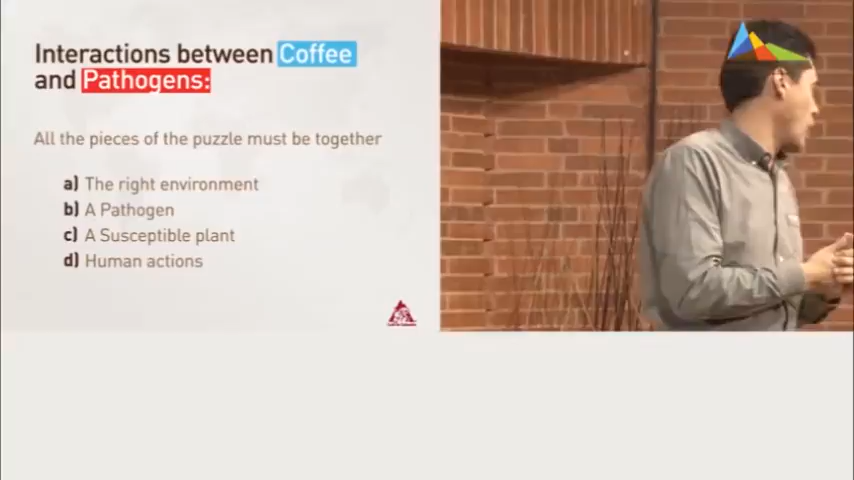 Interactions between Coffee
and Pathogens:
All the pieces of the puzzle must be together
a) The right environment
b) A Pathogen
c) A Susceptible plant
d) Human actions